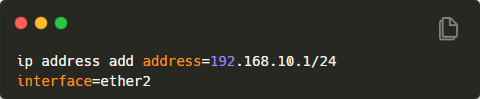 ip address add address=192.168.10.1/24
interface=ether2